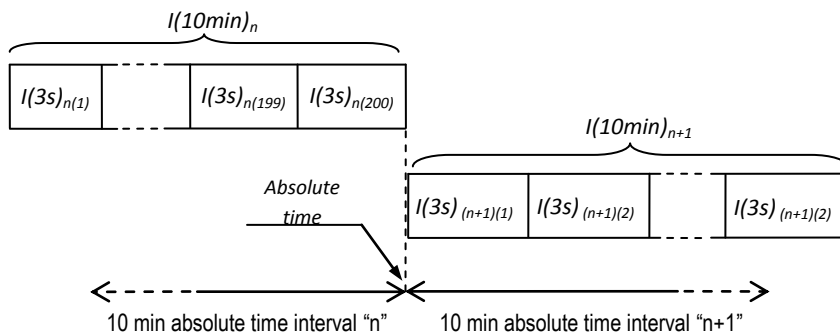 I(10min)n
I(3s)n(1) I(3s)n(199) I(3s)n(200)
I(10min)n+1
Absolute
time
I(3s) (n+1)(1) I(3s) (n+1)(2) I(3s) (n+1)(2)
10 min absolute time interval “n” 10 min absolute time interval “n+1”